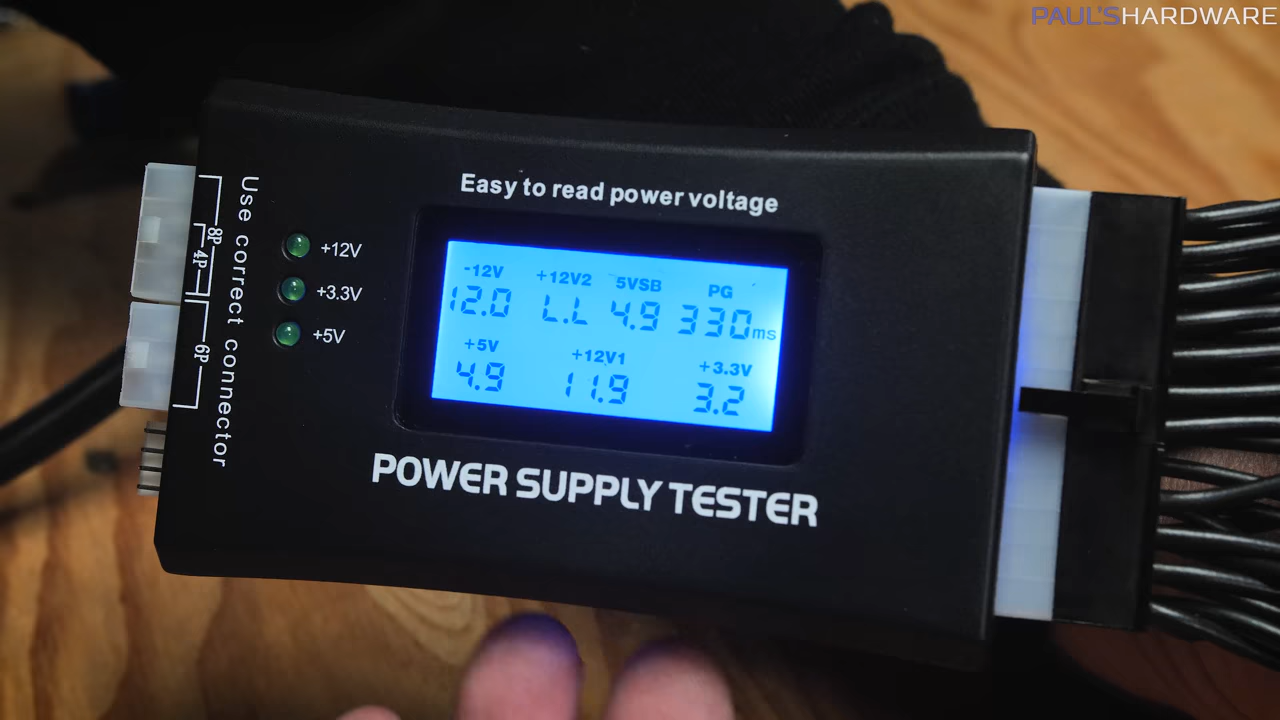 PAUL'SHARDWARE
Easy to read power voltage
Use correct connector
8P
4P
6P
+12V
+3.3V
+5V
-12V +12V2 5VSB PG
12.0 L.L 4.9 330ms
+5V +12V1 +3.3V
4.9 11.9 3.2
POWER SUPPLY TESTER